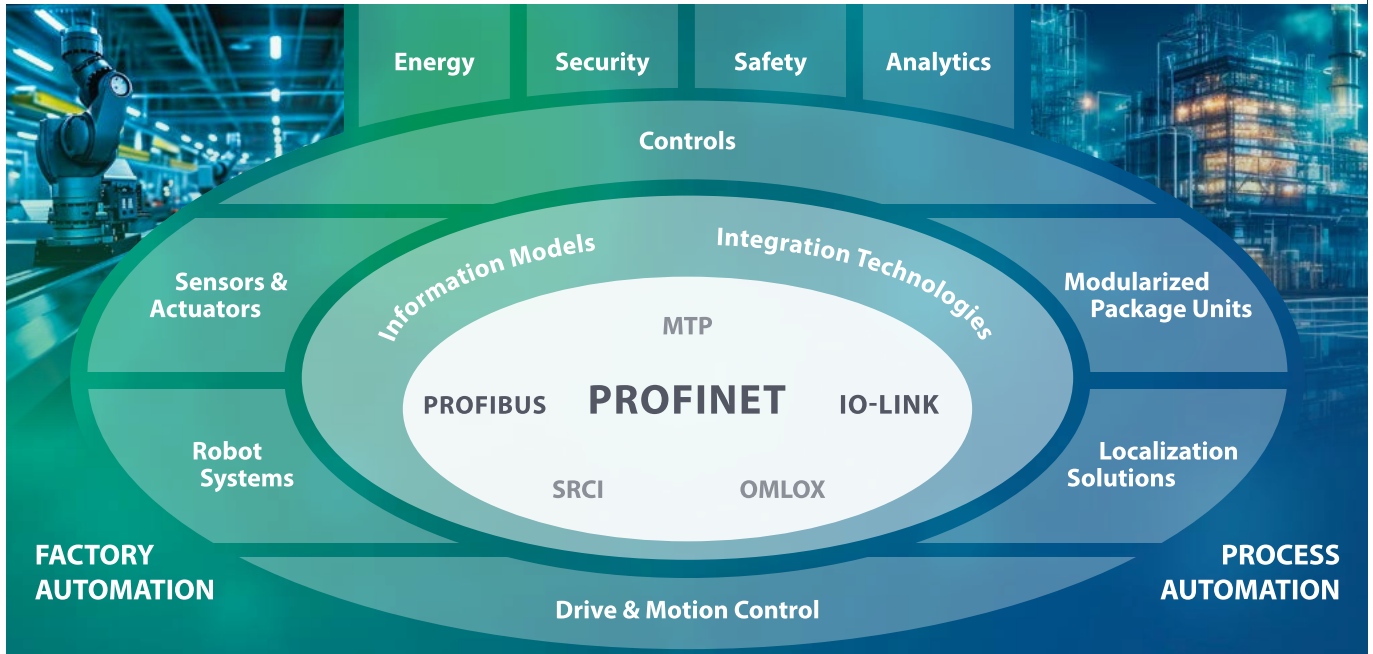 Energy
Security
Safety
Analytics
Controls
Information Models
Integration Technologies
Sensors &
Actuators
Modularized
Package Units
MTP
PROFIBUS
PROFINET
IO-LINK
Robot
Systems
Localization
Solutions
SRCI
OMLOX
FACTORY
AUTOMATION
PROCESS
AUTOMATION
Drive & Motion Control